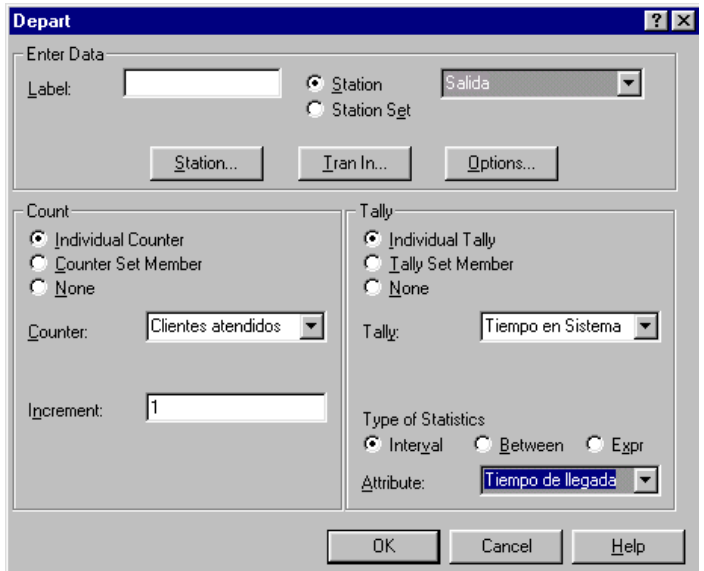 Depart
Enter Data
Label:
Station
Salida
Station Set
Station...
Tran In...
Options...
Count
Individual Counter
Counter Set Member
None
Counter:
Clientes atendidos
Increment:
1
Tally
Individual Tally
Tally Set Member
None
Tally:
Tiempo en Sistema
Type of Statistics
Interval
Between
Expr
Attribute:
Tiempo de llegada
OK
Cancel
Help